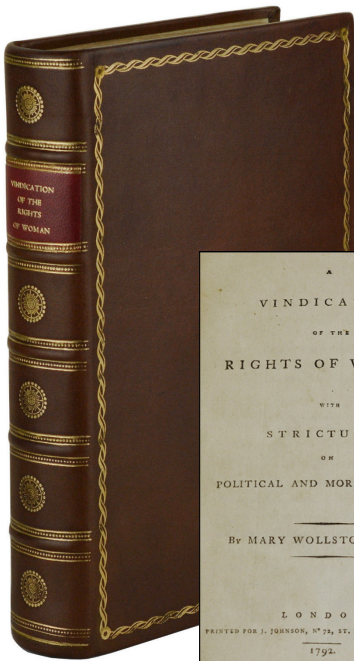 VINDICATION
OF THE
RIGHTS
OF WOMAN
A
VINDICA
OF THE
RIGHTS OF W
WITH
STRICTU
ON
POLITICAL AND MOR
By MARY WOLLSTO
LONDO
PRINTED FOR J. JOHNSON, Nº 72, ST.
1792.